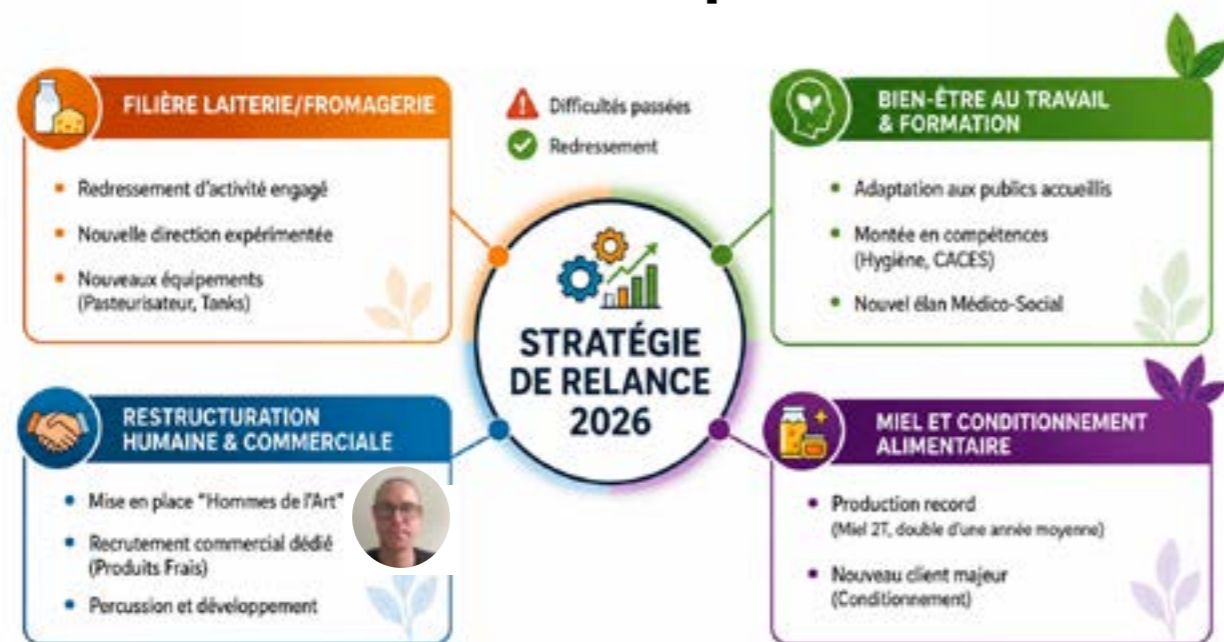 FILIÈRE LAITERIE/FROMAGERIE
Redressement d'activité engagé
Nouvelle direction expérimentée
Nouveaux équipements
(Pasteurisateur, Tanks)
Difficultés passées
Redressement
BIEN-ÊTRE AU TRAVAIL
& FORMATION
Adaptation aux publics accueillis
Montée en compétences
(Hygiène, CACES)
Nouvel élan Médico-Social
STRATÉGIE
DE RELANCE
2026
RESTRUCTURATION
HUMAINE & COMMERCIALE
Mise en place "Hommes de l'Art"
Recrutement commercial dédié
(Produits Frais)
Percussion et développement
MIEL ET CONDITIONNEMENT
ALIMENTAIRE
Production record
(Miel 2T, double d'une année moyenne)
Nouveau client majeur
(Conditionnement)